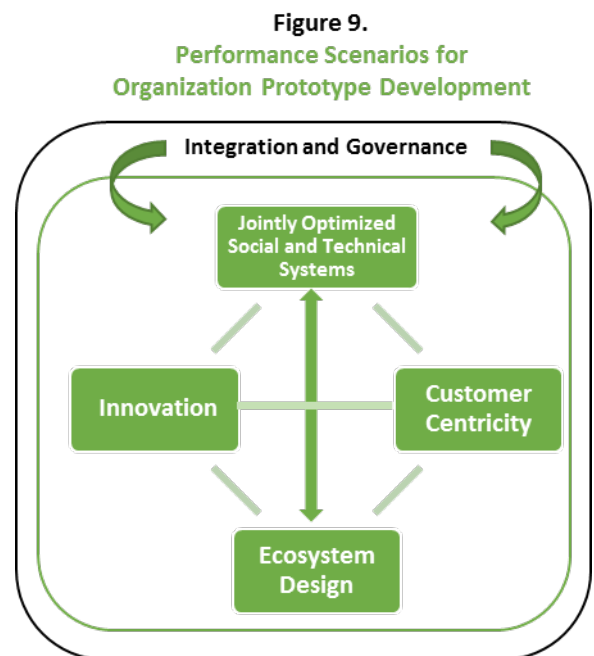 Figure 9.
Performance Scenarios for
Organization Prototype Development
Integration and Governance
Jointly Optimized
Social and Technical
Systems
Innovation
Customer
Centricity
Ecosystem
Design